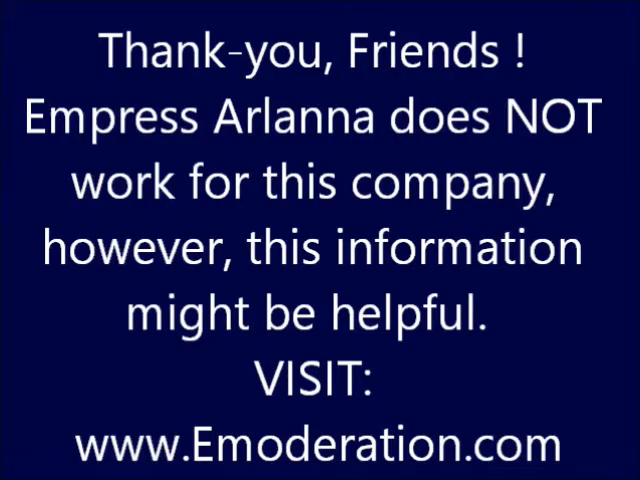 Thank-you, Friends !
Empress Arlanna does NOT
work for this company,
however, this information
might be helpful.
VISIT:
www.Emoderation.com